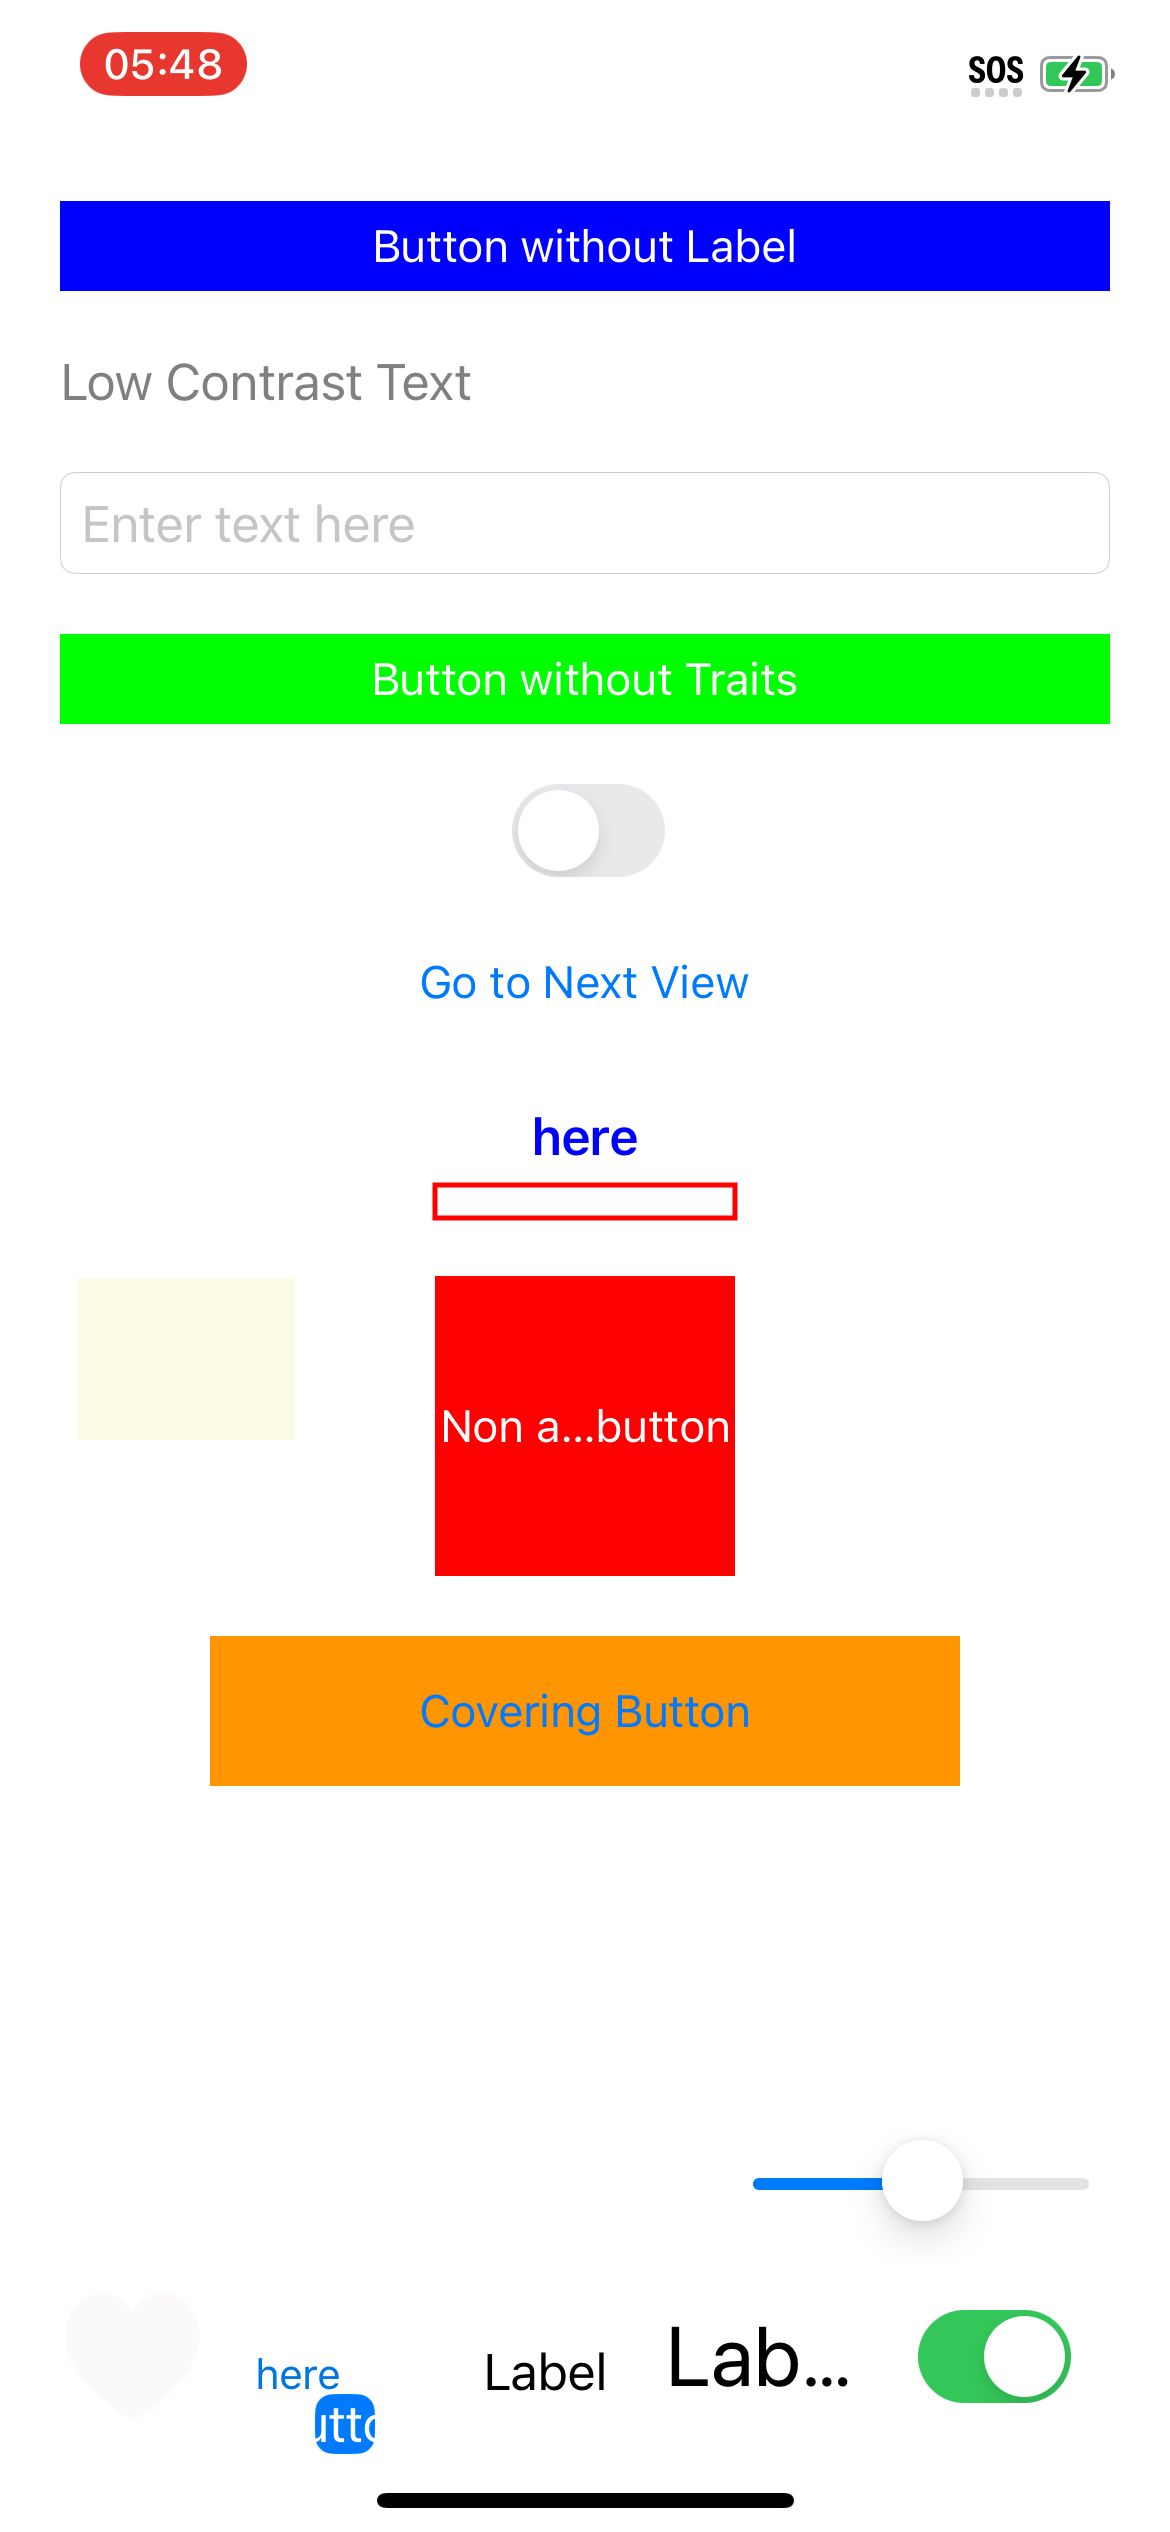 05:48
SOS
Button without Label
Low Contrast Text
Enter text here
Button without Traits
Go to Next View
here
Non a...button
Covering Button
here
Label
Lab...
utto